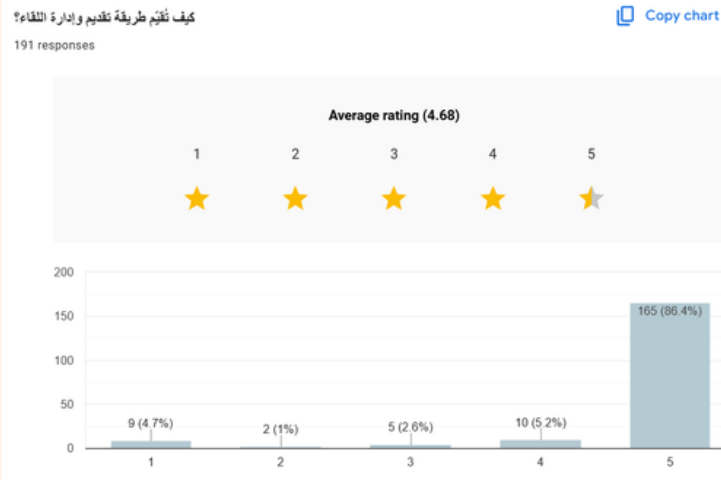 كيف تُقيّم طريقة تقديم وإدارة اللقاء؟
Copy chart
191 responses
Average rating (4.68)
1 2 3 4 5
200
150
100
50
0
9 (4.7%)
2 (1%)
5 (2.6%)
10 (5.2%)
165 (86.4%)
1 2 3 4 5